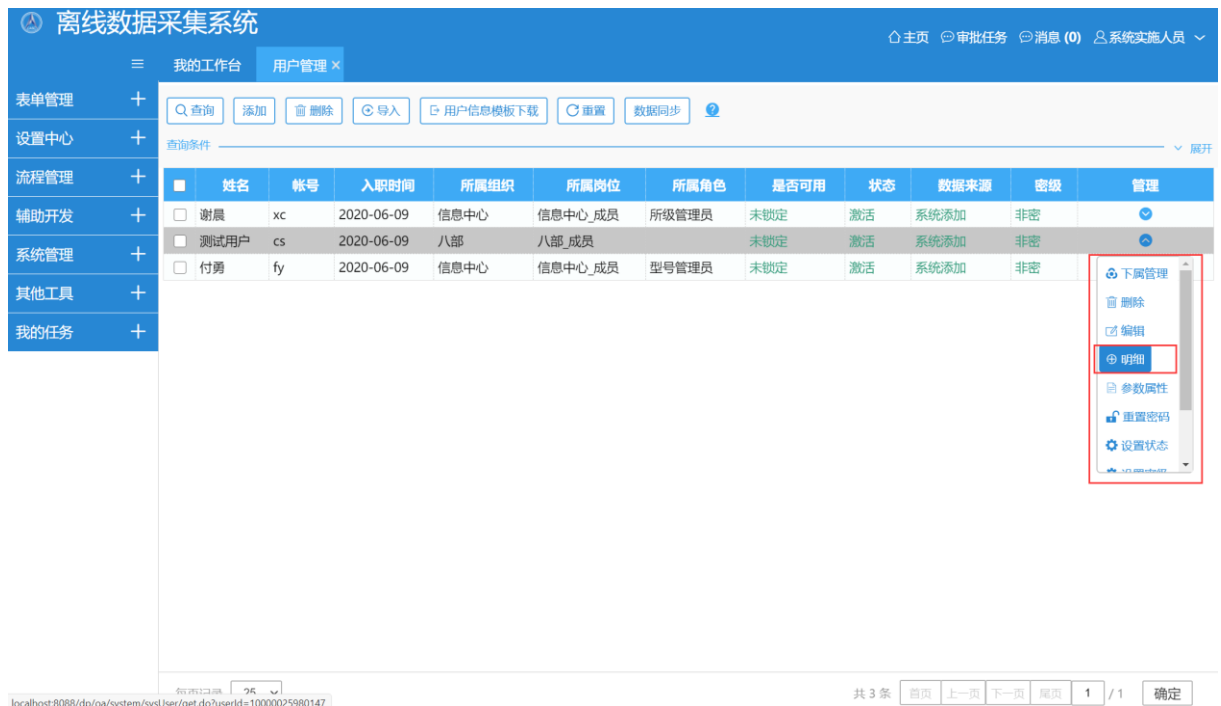 离线数据采集系统
主页 审批任务 消息 (0) 系统实施人员
我的工作台 用户管理 ×
表单管理
设置中心
流程管理
辅助开发
系统管理
其他工具
我的任务
查询 添加 删除 导入 用户信息模板下载 重置 数据同步 ?
查询条件 展开
姓名 帐号 入职时间 所属组织 所属岗位 所属角色 是否可用 状态 数据来源 密级 管理
谢晨 xc 2020-06-09 信息中心 信息中心_成员 所级管理员 未锁定 激活 系统添加 非密
测试用户 cs 2020-06-09 八部 八部_成员 未锁定 激活 系统添加 非密
付勇 fy 2020-06-09 信息中心 信息中心_成员 型号管理员 未锁定 激活 系统添加 非密
下属管理
删除
编辑
明细
参数属性
重置密码
设置状态
每页记录 25 共 3 条 首页 上一页 下一页 尾页 1 / 1 确定
localhost:8088/dp/oa/system/sysUser/get.do?userId=10000025980147